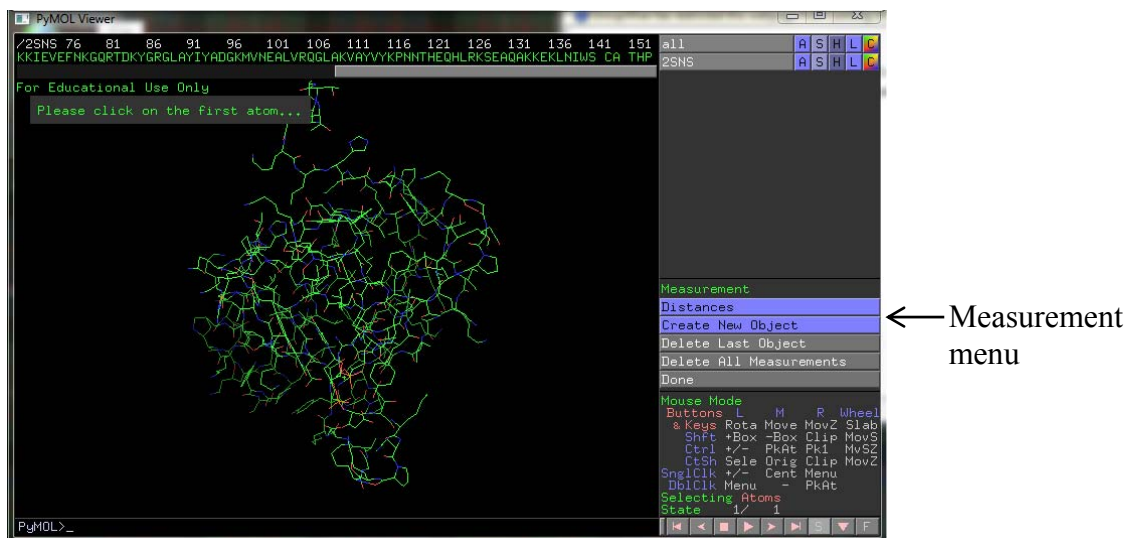 PyMOL Viewer
/2SNS 76 81 86 91 96 101 106 111 116 121 126 131 136 141 151
KKIEVEFNKGQRTDKYGRGLAYIYADGKMVNEALVRQGLAKVAYVYKPNNTHEQHLRKSEAQAKKEKLNIWS CA THP
all A S H L C
2SNS A S H L C
For Educational Use Only
Please click on the first atom...
Measurement
Distances
Create New Object
Delete Last Object
Delete All Measurements
Done
Measurement
menu
Mouse Mode
Buttons L M R Wheel
& Keys Rota Move MovZ Slab
Shft +Box -Box Clip MovS
Ctrl +/- PkAt Pk1 MvSZ
CtSh Sele Orig Clip MovZ
SnglClk +/- Cent Menu
DblClk Menu - PkAt
Selecting Atoms
State 1/ 1
S F
PyMOL>_